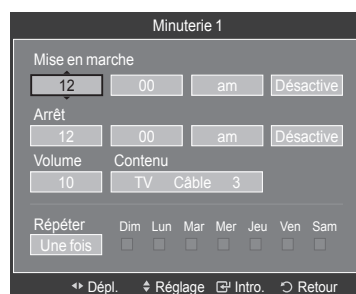 Minuterie 1
Mise en marche
12 00 am Désactive
Arrêt
12 00 am Désactive
Volume Contenu
10 TV Câble 3
Répéter Dim Lun Mar Mer Jeu Ven Sam
Une fois
Dépl. Réglage Intro. Retour